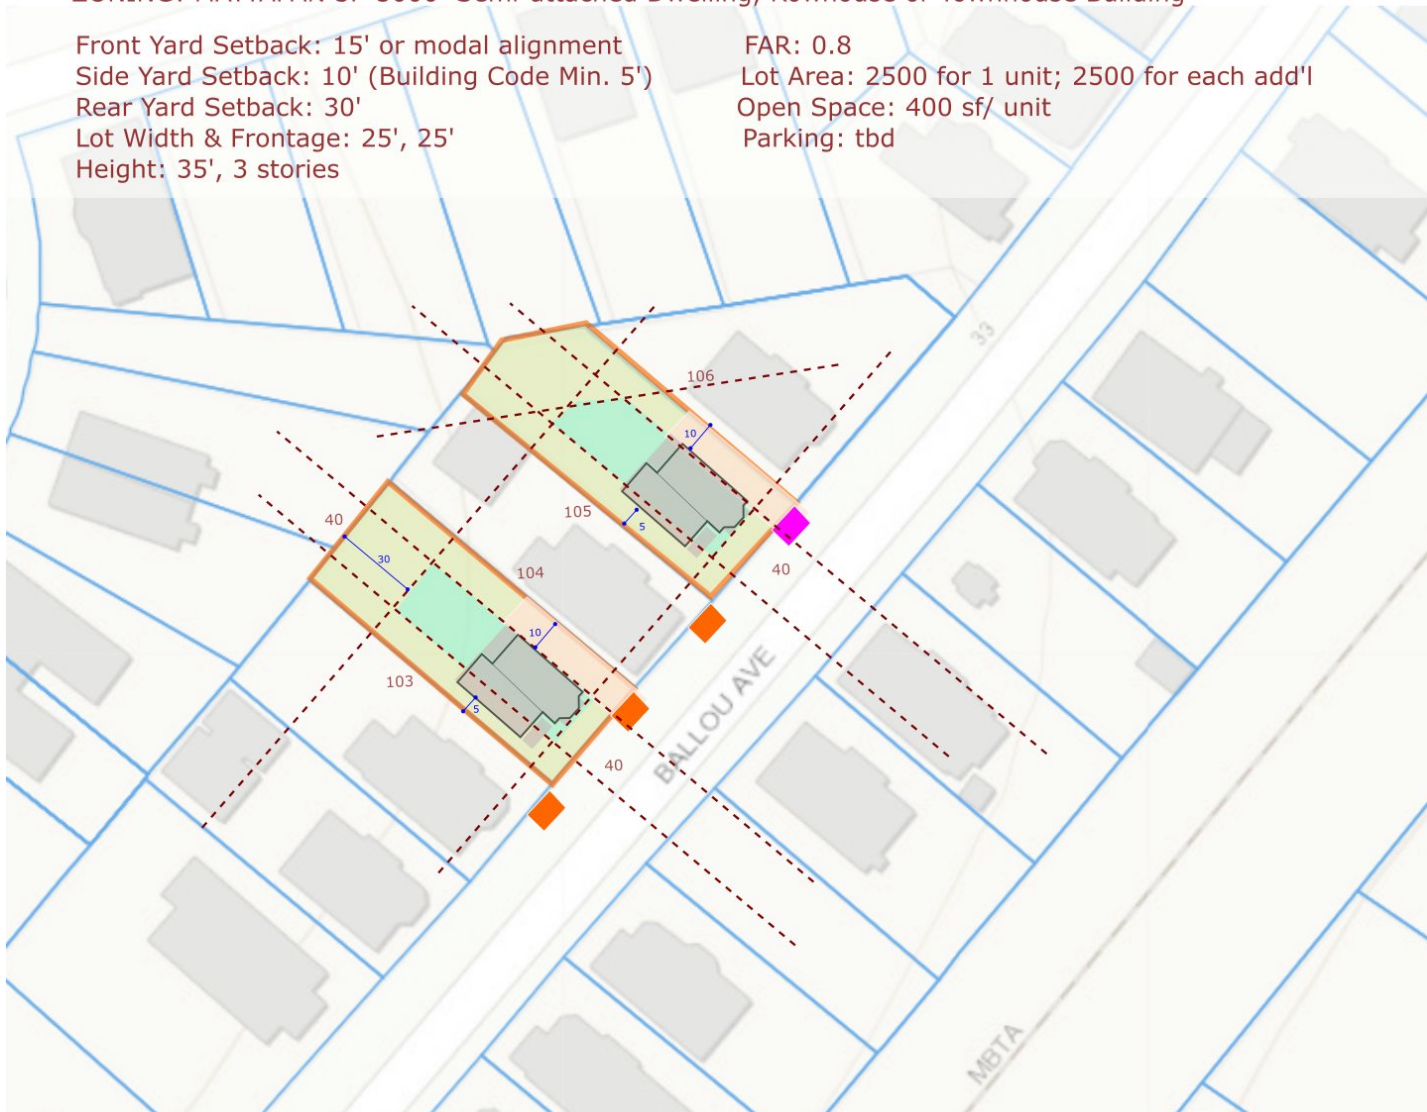 Front Yard Setback: 15' or modal alignment
Side Yard Setback: 10' (Building Code Min. 5')
Rear Yard Setback: 30'
Lot Width & Frontage: 25', 25'
Height: 35', 3 stories
FAR: 0.8
Lot Area: 2500 for 1 unit; 2500 for each add'l
Open Space: 400 sf/ unit
Parking: tbd
33
106
10
105
5
40
30
104
40
10
103
5
40
BALLOU AVE
MBTA